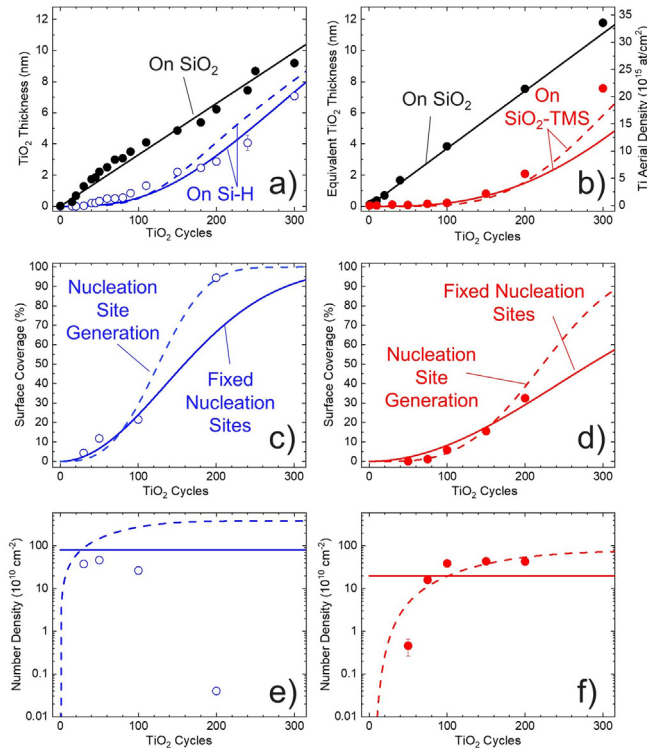 12
10
8
6
4
2
0
TiO2 Thickness (nm)
On SiO2
On Si-H
a)
0
100
200
300
TiO2 Cycles
12
10
8
6
4
2
0
Equivalent TiO2 Thickness (nm)
On SiO2
On
SiO2-TMS
b)
35
30
25
20
15
10
5
0
Ti Aerial Density (10^15 at/cm^2)
0
100
200
300
TiO2 Cycles
100
90
80
70
60
50
40
30
20
10
0
Surface Coverage (%)
Nucleation
Site
Generation
Fixed
Nucleation
Sites
c)
0
100
200
300
TiO2 Cycles
100
90
80
70
60
50
40
30
20
10
0
Surface Coverage (%)
Fixed Nucleation
Sites
Nucleation
Site
Generation
d)
0
100
200
300
TiO2 Cycles
100
10
1
0.1
0.01
Number Density (10^10 cm^-2)
e)
0
100
200
300
TiO2 Cycles
100
10
1
0.1
0.01
Number Density (10^10 cm^-2)
f)
0
100
200
300
TiO2 Cycles